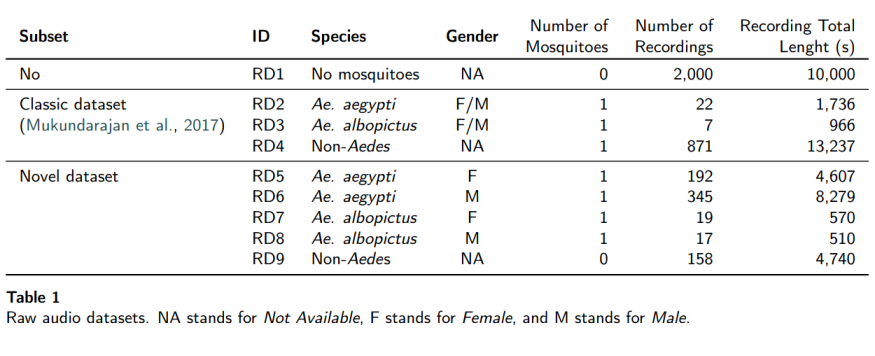 Subset ID Species Gender Number of Mosquitoes Number of Recordings Recording Total Lenght (s)
No RD1 No mosquitoes NA 0 2,000 10,000
Classic dataset RD2 Ae. aegypti F/M 1 22 1,736
(Mukundarajan et al., 2017) RD3 Ae. albopictus F/M 1 7 966
RD4 Non-Aedes NA 1 871 13,237
Novel dataset RD5 Ae. aegypti F 1 192 4,607
RD6 Ae. aegypti M 1 345 8,279
RD7 Ae. albopictus F 1 19 570
RD8 Ae. albopictus M 1 17 510
RD9 Non-Aedes NA 0 158 4,740
Table 1
Raw audio datasets. NA stands for Not Available, F stands for Female, and M stands for Male.